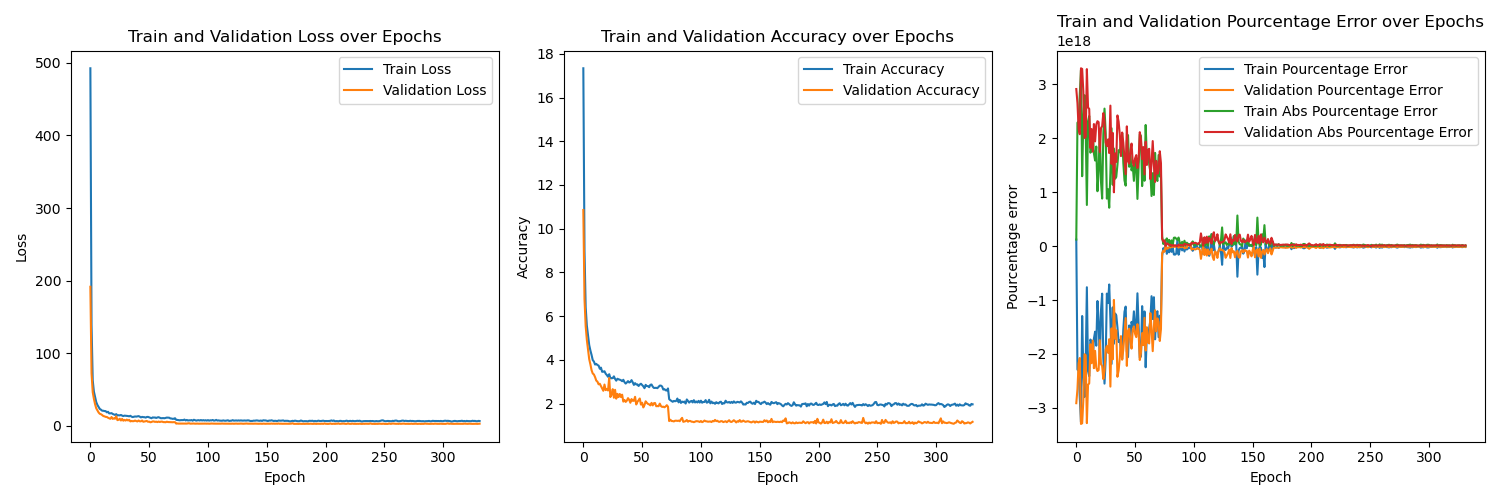 Train and Validation Loss over Epochs
Train Loss
Validation Loss
500
400
300
200
100
0
Loss
0 50 100 150 200 250 300
Epoch
Train and Validation Accuracy over Epochs
Train Accuracy
Validation Accuracy
18
16
14
12
10
8
6
4
2
Accuracy
0 50 100 150 200 250 300
Epoch
Train and Validation Pourcentage Error over Epochs
1e18
Train Pourcentage Error
Validation Pourcentage Error
Train Abs Pourcentage Error
Validation Abs Pourcentage Error
3
2
1
0
−1
−2
−3
Pourcentage error
0 50 100 150 200 250 300
Epoch